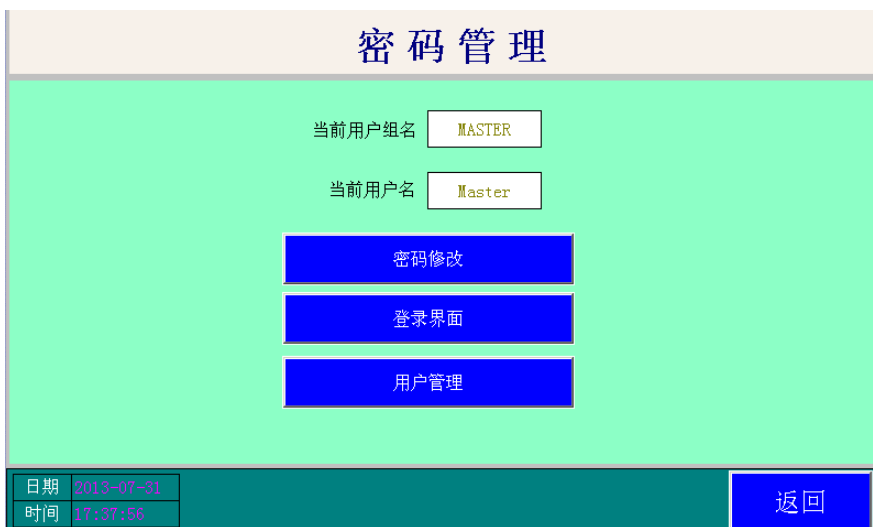 密码管理
当前用户组名 MASTER
当前用户名 Master
密码修改
登录界面
用户管理
日期 2013-07-31
时间 17:37:55
返回